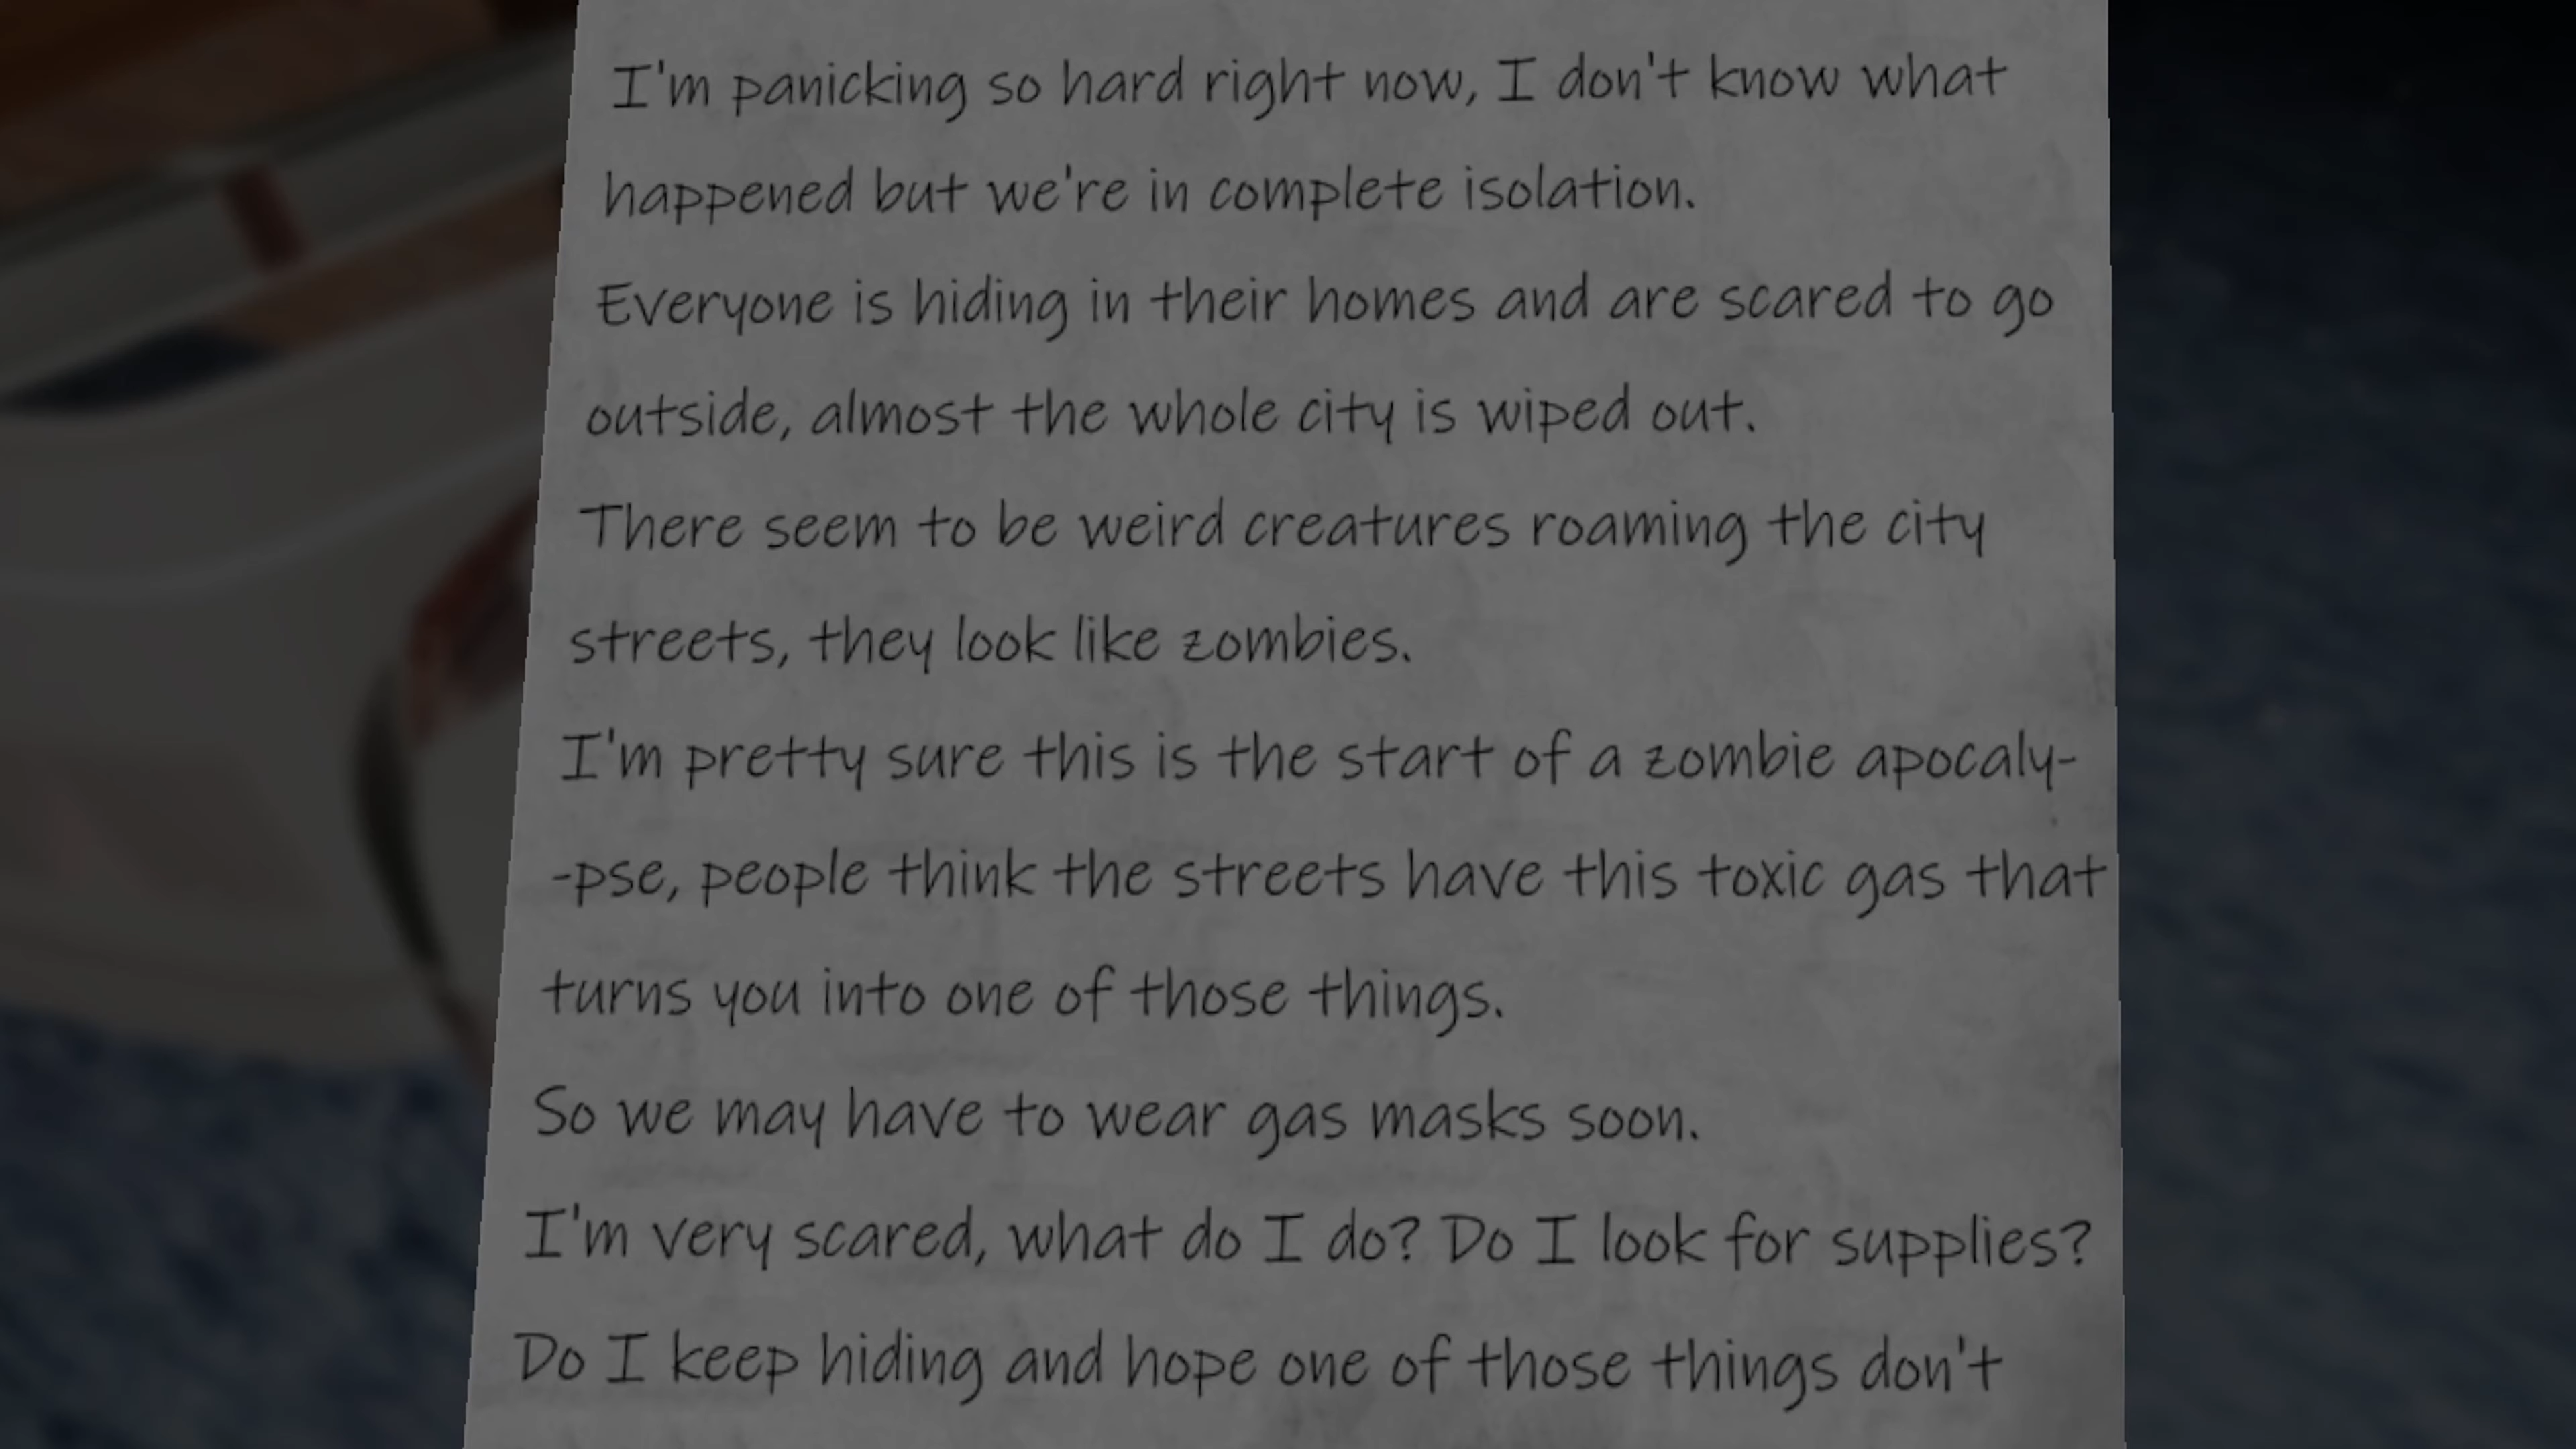 I'm panicking so hard right now, I don't know what
happened but we're in complete isolation.
Everyone is hiding in their homes and are scared to go
outside, almost the whole city is wiped out.
There seem to be weird creatures roaming the city
streets, they look like zombies.
I'm pretty sure this is the start of a zombie apocaly-
-pse, people think the streets have this toxic gas that
turns you into one of those things.
So we may have to wear gas masks soon.
I'm very scared, what do I do? Do I look for supplies?
Do I keep hiding and hope one of those things don't